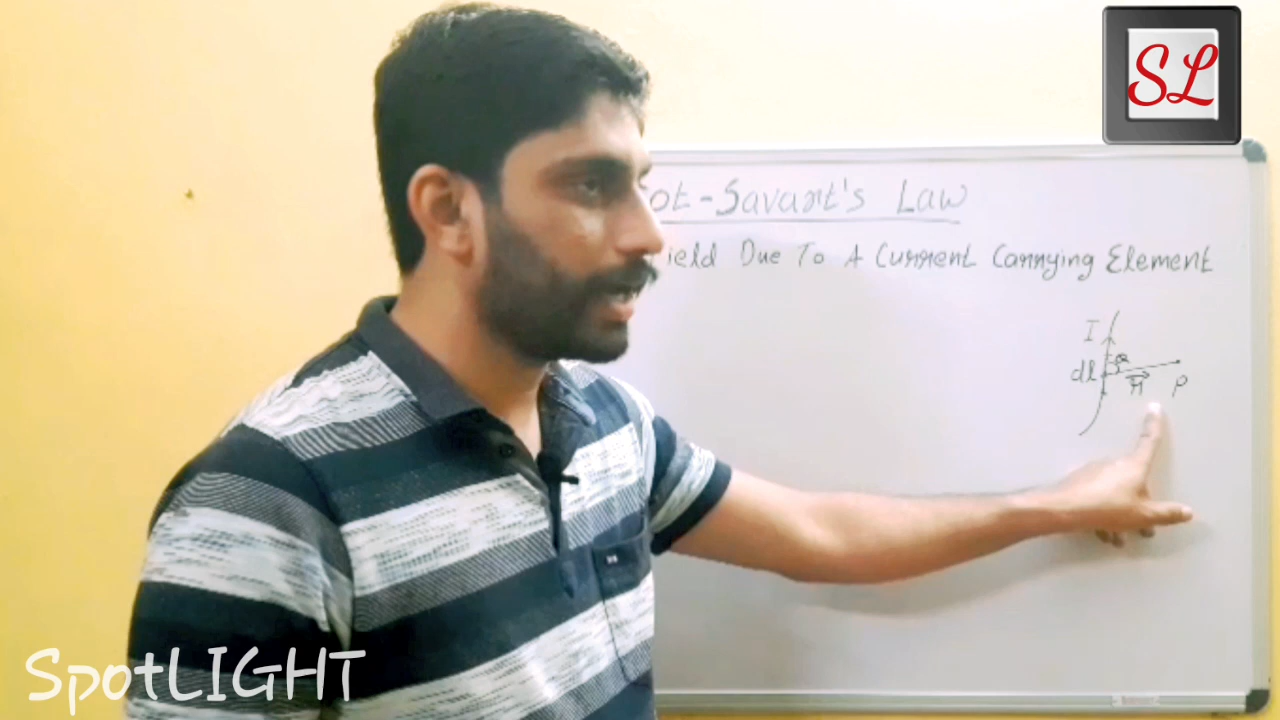 SL
ot-Savart's Law
ield Due To A Current Carrying Element
I
dl
r
P
SpotLIGHT